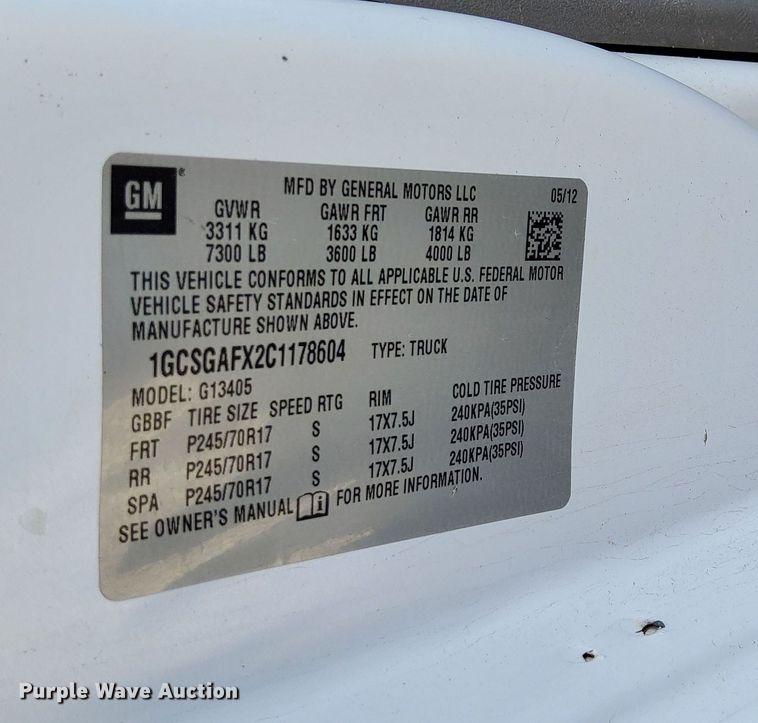 GM
MFD BY GENERAL MOTORS LLC 05/12
GVWR GAWR FRT GAWR RR
3311 KG 1633 KG 1814 KG
7300 LB 3600 LB 4000 LB
THIS VEHICLE CONFORMS TO ALL APPLICABLE U.S. FEDERAL MOTOR
VEHICLE SAFETY STANDARDS IN EFFECT ON THE DATE OF
MANUFACTURE SHOWN ABOVE.
1GCSGAFX2C1178604 TYPE: TRUCK
MODEL: G13405
GBBF TIRE SIZE SPEED RTG RIM COLD TIRE PRESSURE
FRT P245/70R17 S 17X7.5J 240KPA(35PSI)
RR P245/70R17 S 17X7.5J 240KPA(35PSI)
SPA P245/70R17 S 17X7.5J 240KPA(35PSI)
SEE OWNER'S MANUAL i FOR MORE INFORMATION.
Purple Wave Auction